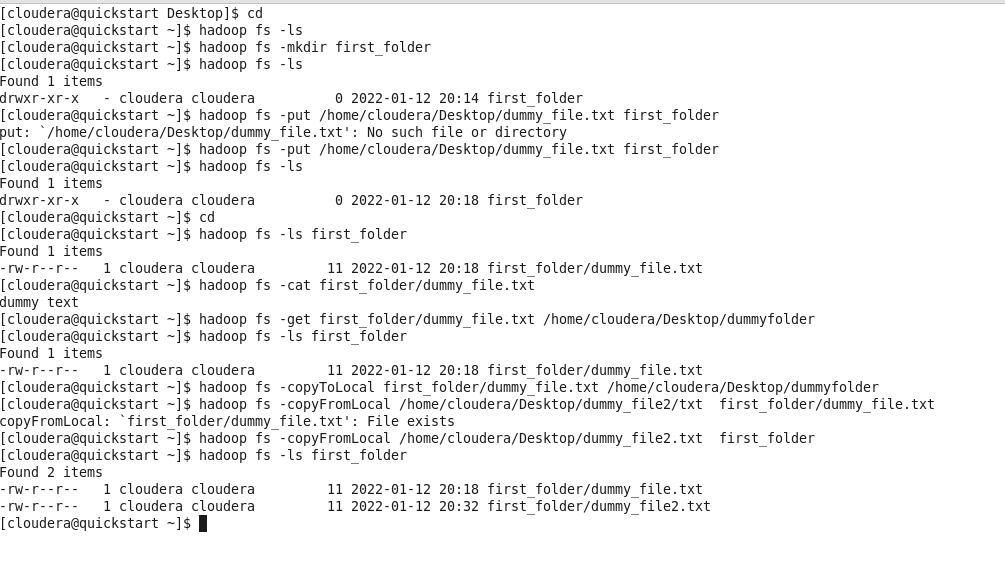 [cloudera@quickstart Desktop]$ cd
[cloudera@quickstart ~]$ hadoop fs -ls
[cloudera@quickstart ~]$ hadoop fs -mkdir first_folder
[cloudera@quickstart ~]$ hadoop fs -ls
Found 1 items
drwxr-xr-x   - cloudera cloudera          0 2022-01-12 20:14 first_folder
[cloudera@quickstart ~]$ hadoop fs -put /home/cloudera/Desktop/dummy_file.txt first_folder
put: `/home/cloudera/Desktop/dummy_file.txt': No such file or directory
[cloudera@quickstart ~]$ hadoop fs -put /home/cloudera/Desktop/dummy_file.txt first_folder
[cloudera@quickstart ~]$ hadoop fs -ls
Found 1 items
drwxr-xr-x   - cloudera cloudera          0 2022-01-12 20:18 first_folder
[cloudera@quickstart ~]$ cd
[cloudera@quickstart ~]$ hadoop fs -ls first_folder
Found 1 items
-rw-r--r--   1 cloudera cloudera         11 2022-01-12 20:18 first_folder/dummy_file.txt
[cloudera@quickstart ~]$ hadoop fs -cat first_folder/dummy_file.txt
dummy text
[cloudera@quickstart ~]$ hadoop fs -get first_folder/dummy_file.txt /home/cloudera/Desktop/dummyfolder
[cloudera@quickstart ~]$ hadoop fs -ls first_folder
Found 1 items
-rw-r--r--   1 cloudera cloudera         11 2022-01-12 20:18 first_folder/dummy_file.txt
[cloudera@quickstart ~]$ hadoop fs -copyToLocal first_folder/dummy_file.txt /home/cloudera/Desktop/dummyfolder
[cloudera@quickstart ~]$ hadoop fs -copyFromLocal /home/cloudera/Desktop/dummy_file2/txt  first_folder/dummy_file.txt
copyFromLocal: `first_folder/dummy_file.txt': File exists
[cloudera@quickstart ~]$ hadoop fs -copyFromLocal /home/cloudera/Desktop/dummy_file2.txt  first_folder
[cloudera@quickstart ~]$ hadoop fs -ls first_folder
Found 2 items
-rw-r--r--   1 cloudera cloudera         11 2022-01-12 20:18 first_folder/dummy_file.txt
-rw-r--r--   1 cloudera cloudera         11 2022-01-12 20:32 first_folder/dummy_file2.txt
[cloudera@quickstart ~]$